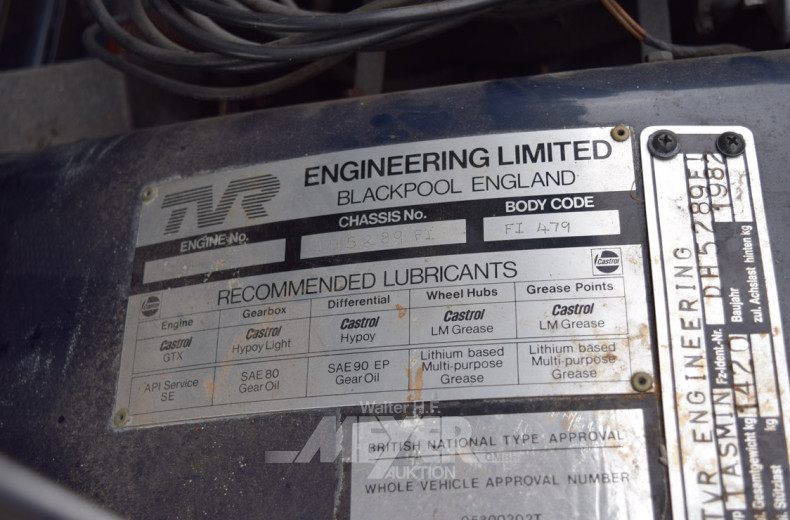 TVR
ENGINEERING LIMITED
BLACKPOOL ENGLAND
ENGINE No.
CHASSIS No.
BODY CODE
FI 479
RECOMMENDED LUBRICANTS
Castrol
Engine Gearbox Differential Wheel Hubs Grease Points
Castrol Castrol Castrol Castrol Castrol
GTX Hypoy Light Hypoy LM Grease LM Grease
API Service SAE 80 SAE 90 EP Lithium based Lithium based
SE Gear Oil Gear Oil Multi-purpose Multi-purpose
Grease Grease
BRITISH NATIONAL TYPE APPROVAL
WHOLE VEHICLE APPROVAL NUMBER
Walter H.F.
MEYER
AUKTION
TVR ENGINEERING
TASMIN
Fz-Ident.-Nr. DH5789FI
Gesamtgewicht kg 1420 Baujahr 1982
Stützlast kg zul. Achslast hinten kg